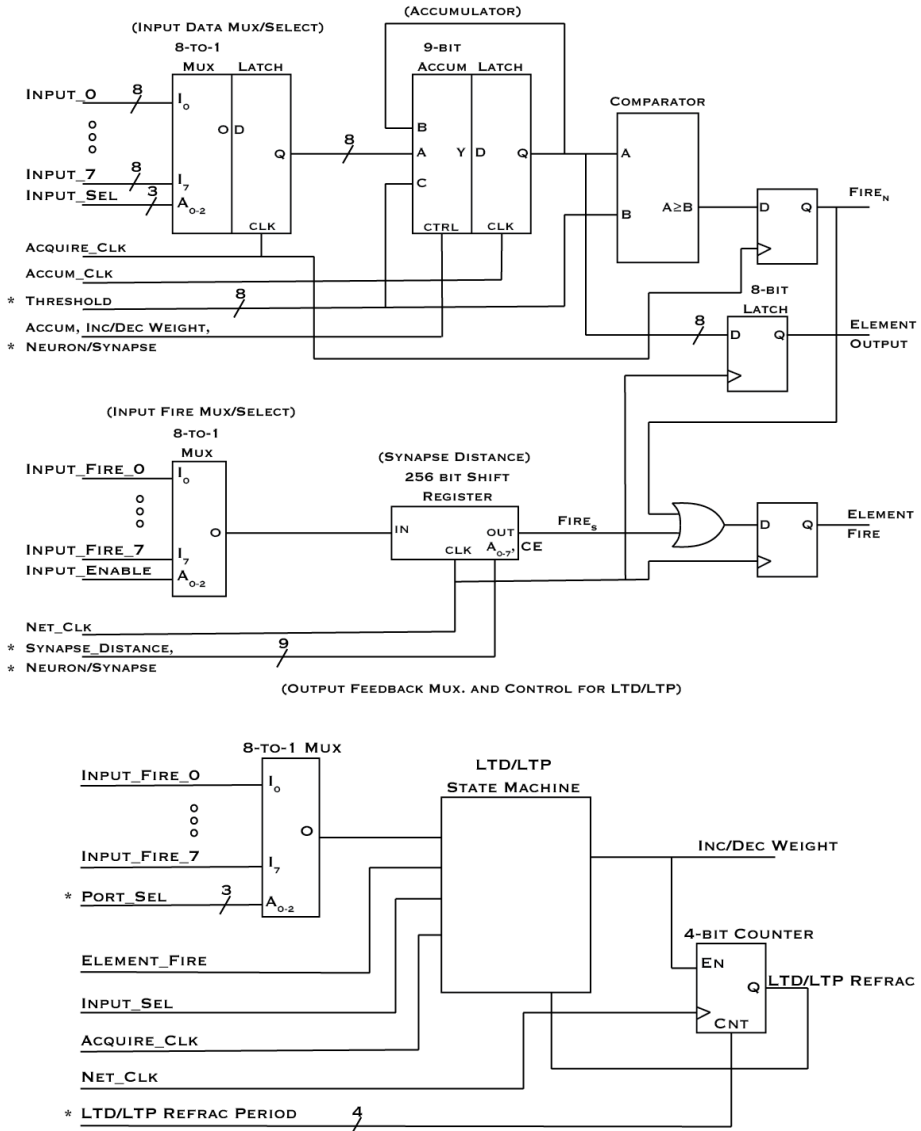 (Accumulator)
(Input Data Mux/Select)
8-to-1
Mux Latch
9-bit
Accum Latch
Comparator
Input_0
8
I0
O D
Q
8
B
A
Y D
Q
C
A
B
A≥B
D Q
FireN
Input_7
8
I7
Input_Sel
3
A0-2
CLK
CTRL
CLK
Acquire_Clk
Accum_Clk
* Threshold
8
Accum, Inc/Dec Weight,
* Neuron/Synapse
8-bit
Latch
8
D Q
Element
Output
(Input Fire Mux/Select)
8-to-1
Mux
(Synapse Distance)
256 bit Shift
Register
Input_Fire_0
I0
O
IN
OUT
CLK
A0-7, CE
FireS
D Q
Element
Fire
Input_Fire_7
I7
Input_Enable
A0-2
Net_Clk
* Synapse_Distance,
9
* Neuron/Synapse
(Output Feedback Mux. and Control for LTD/LTP)
8-to-1 Mux
LTD/LTP
State Machine
Input_Fire_0
I0
O
Input_Fire_7
I7
* Port_Sel
3
A0-2
Inc/Dec Weight
4-bit Counter
En
Q
Cnt
LTD/LTP Refrac
Element_Fire
Input_Sel
Acquire_Clk
Net_Clk
* LTD/LTP Refrac Period
4